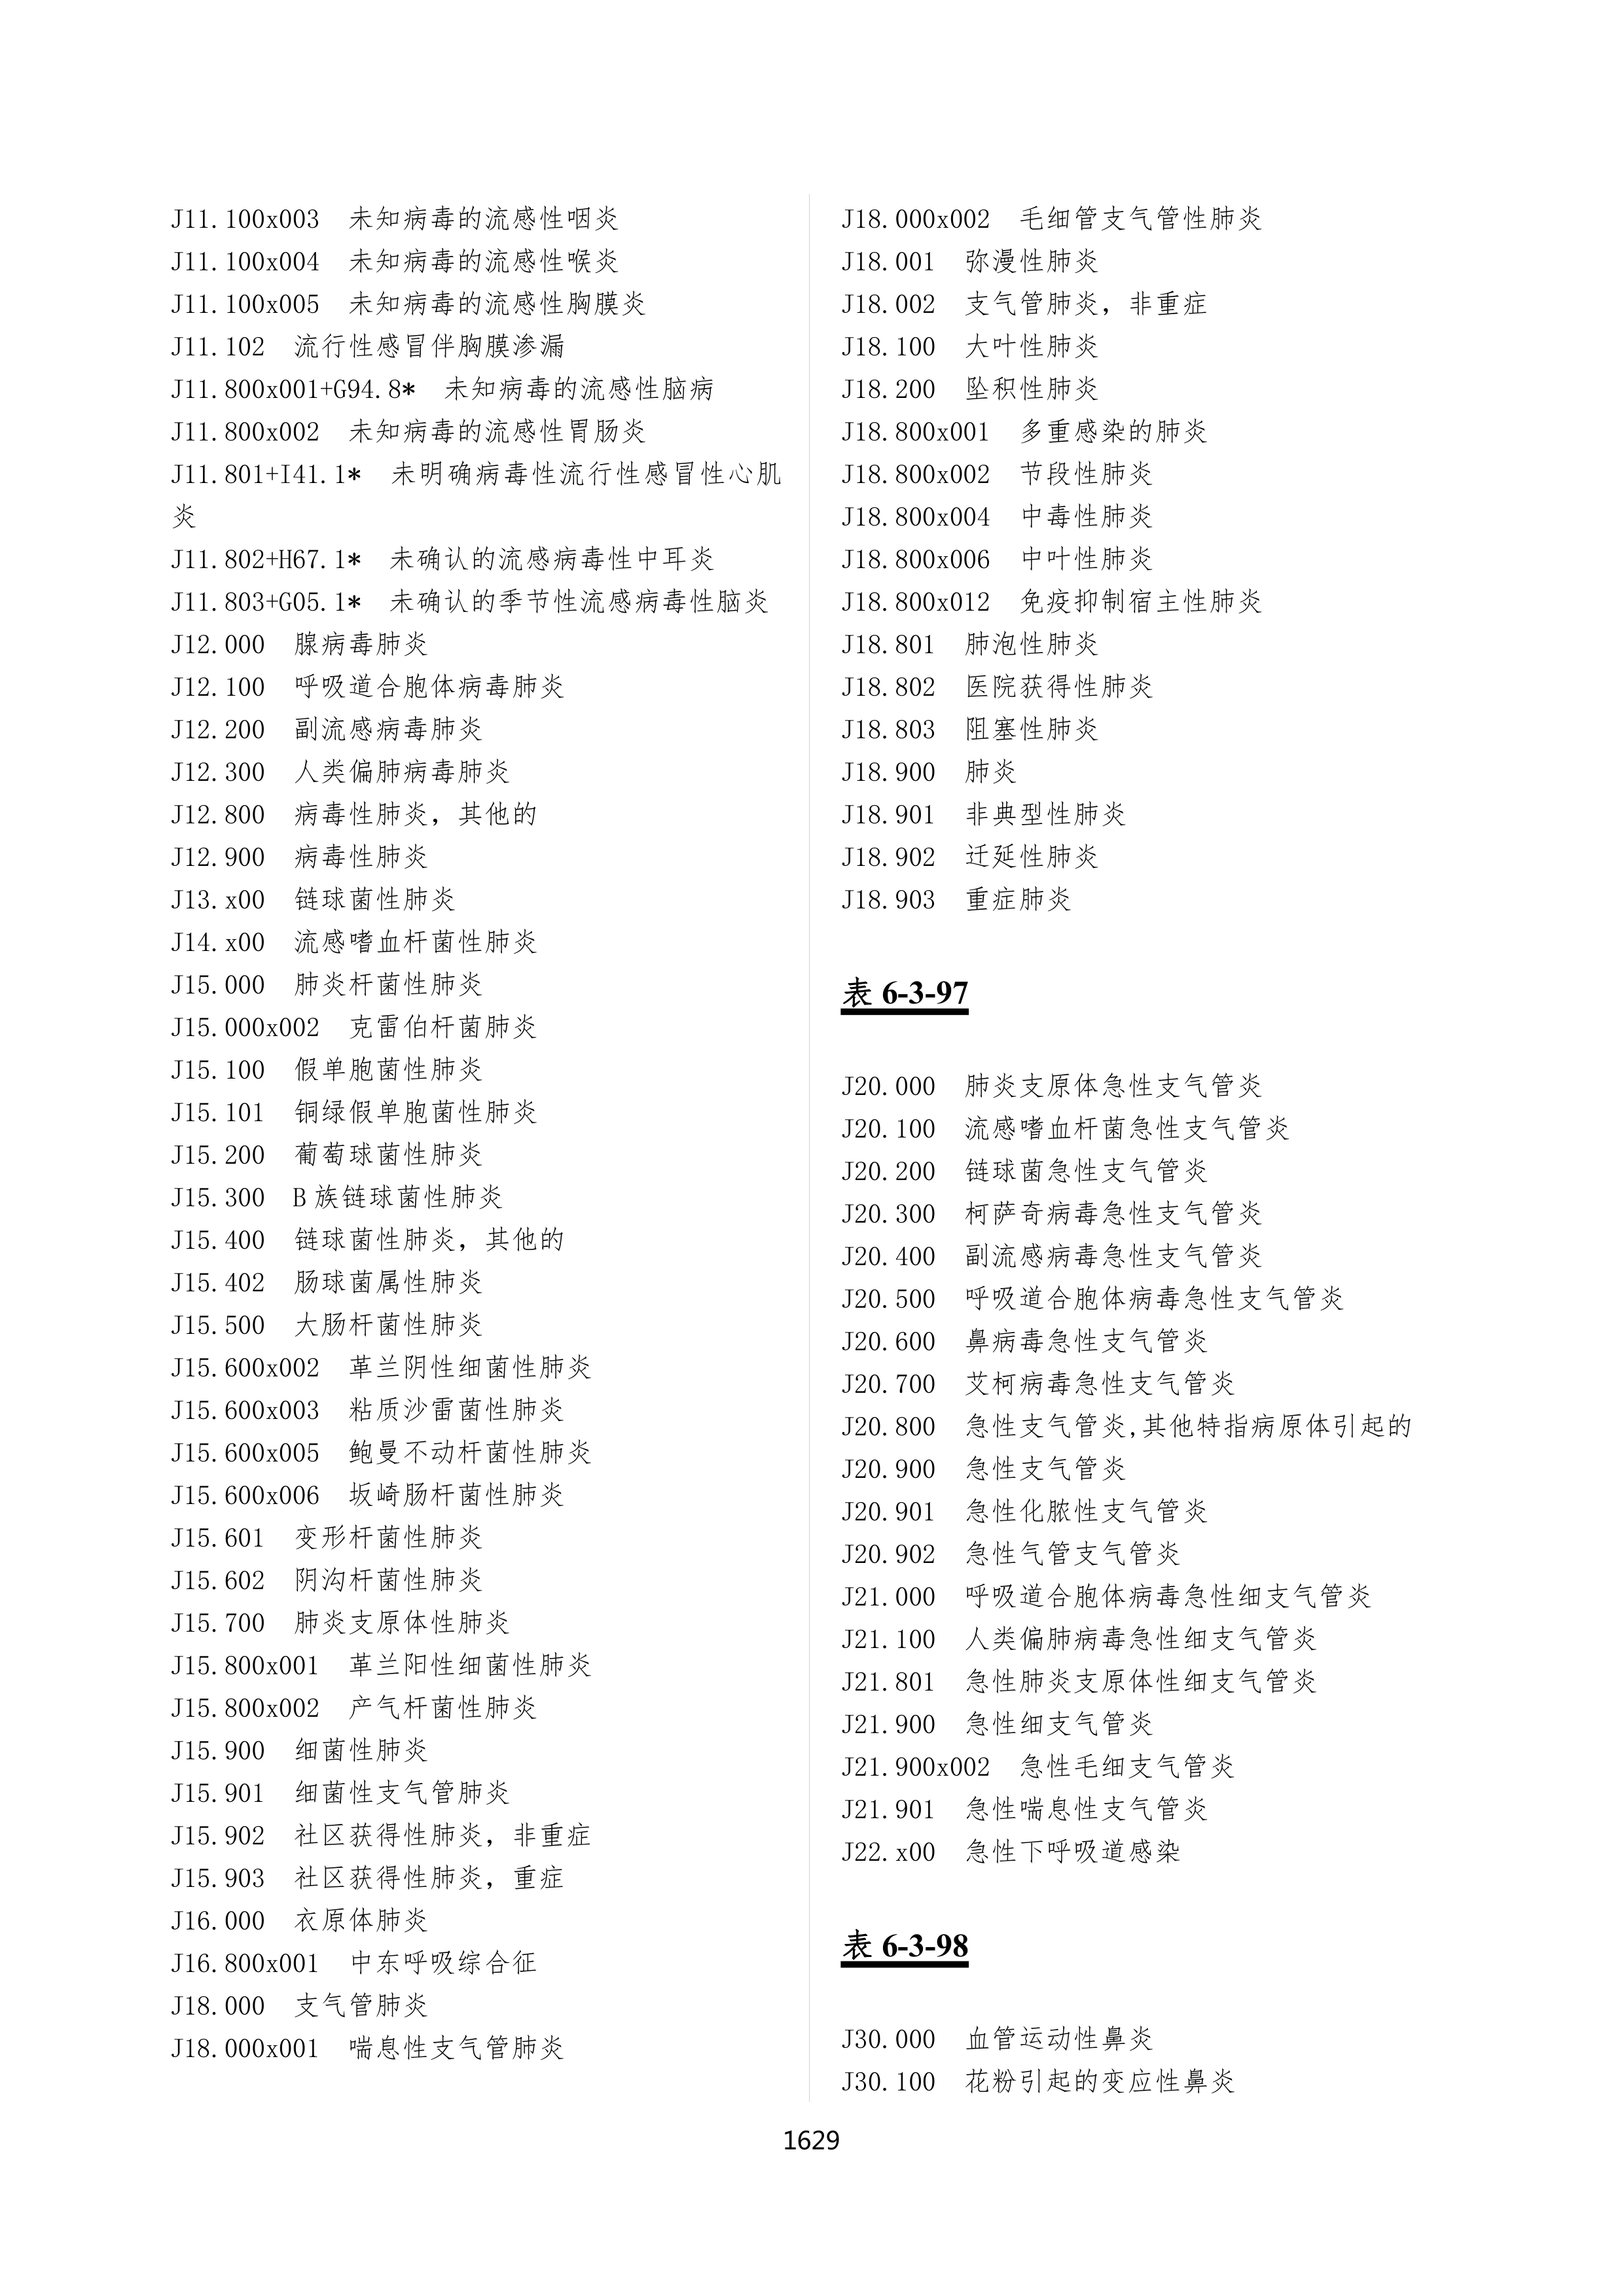 J11.100x003 未知病毒的流感性咽炎
J11.100x004 未知病毒的流感性喉炎
J11.100x005 未知病毒的流感性胸膜炎
J11.102 流行性感冒伴胸膜渗漏
J11.800x001+G94.8* 未知病毒的流感性脑病
J11.800x002 未知病毒的流感性胃肠炎
J11.801+I41.1* 未明确病毒性流行性感冒性心肌
炎
J11.802+H67.1* 未确认的流感病毒性中耳炎
J11.803+G05.1* 未确认的季节性流感病毒性脑炎
J12.000 腺病毒肺炎
J12.100 呼吸道合胞体病毒肺炎
J12.200 副流感病毒肺炎
J12.300 人类偏肺病毒肺炎
J12.800 病毒性肺炎，其他的
J12.900 病毒性肺炎
J13.x00 链球菌性肺炎
J14.x00 流感嗜血杆菌性肺炎
J15.000 肺炎杆菌性肺炎
J15.000x002 克雷伯杆菌肺炎
J15.100 假单胞菌性肺炎
J15.101 铜绿假单胞菌性肺炎
J15.200 葡萄球菌性肺炎
J15.300 B 族链球菌性肺炎
J15.400 链球菌性肺炎，其他的
J15.402 肠球菌属性肺炎
J15.500 大肠杆菌性肺炎
J15.600x002 革兰阴性细菌性肺炎
J15.600x003 粘质沙雷菌性肺炎
J15.600x005 鲍曼不动杆菌性肺炎
J15.600x006 坂崎肠杆菌性肺炎
J15.601 变形杆菌性肺炎
J15.602 阴沟杆菌性肺炎
J15.700 肺炎支原体性肺炎
J15.800x001 革兰阳性细菌性肺炎
J15.800x002 产气杆菌性肺炎
J15.900 细菌性肺炎
J15.901 细菌性支气管肺炎
J15.902 社区获得性肺炎，非重症
J15.903 社区获得性肺炎，重症
J16.000 衣原体肺炎
J16.800x001 中东呼吸综合征
J18.000 支气管肺炎
J18.000x001 喘息性支气管肺炎
J18.000x002 毛细管支气管性肺炎
J18.001 弥漫性肺炎
J18.002 支气管肺炎，非重症
J18.100 大叶性肺炎
J18.200 坠积性肺炎
J18.800x001 多重感染的肺炎
J18.800x002 节段性肺炎
J18.800x004 中毒性肺炎
J18.800x006 中叶性肺炎
J18.800x012 免疫抑制宿主性肺炎
J18.801 肺泡性肺炎
J18.802 医院获得性肺炎
J18.803 阻塞性肺炎
J18.900 肺炎
J18.901 非典型性肺炎
J18.902 迁延性肺炎
J18.903 重症肺炎
表 6-3-97
J20.000 肺炎支原体急性支气管炎
J20.100 流感嗜血杆菌急性支气管炎
J20.200 链球菌急性支气管炎
J20.300 柯萨奇病毒急性支气管炎
J20.400 副流感病毒急性支气管炎
J20.500 呼吸道合胞体病毒急性支气管炎
J20.600 鼻病毒急性支气管炎
J20.700 艾柯病毒急性支气管炎
J20.800 急性支气管炎,其他特指病原体引起的
J20.900 急性支气管炎
J20.901 急性化脓性支气管炎
J20.902 急性气管支气管炎
J21.000 呼吸道合胞体病毒急性细支气管炎
J21.100 人类偏肺病毒急性细支气管炎
J21.801 急性肺炎支原体性细支气管炎
J21.900 急性细支气管炎
J21.900x002 急性毛细支气管炎
J21.901 急性喘息性支气管炎
J22.x00 急性下呼吸道感染
表 6-3-98
J30.000 血管运动性鼻炎
J30.100 花粉引起的变应性鼻炎
1629